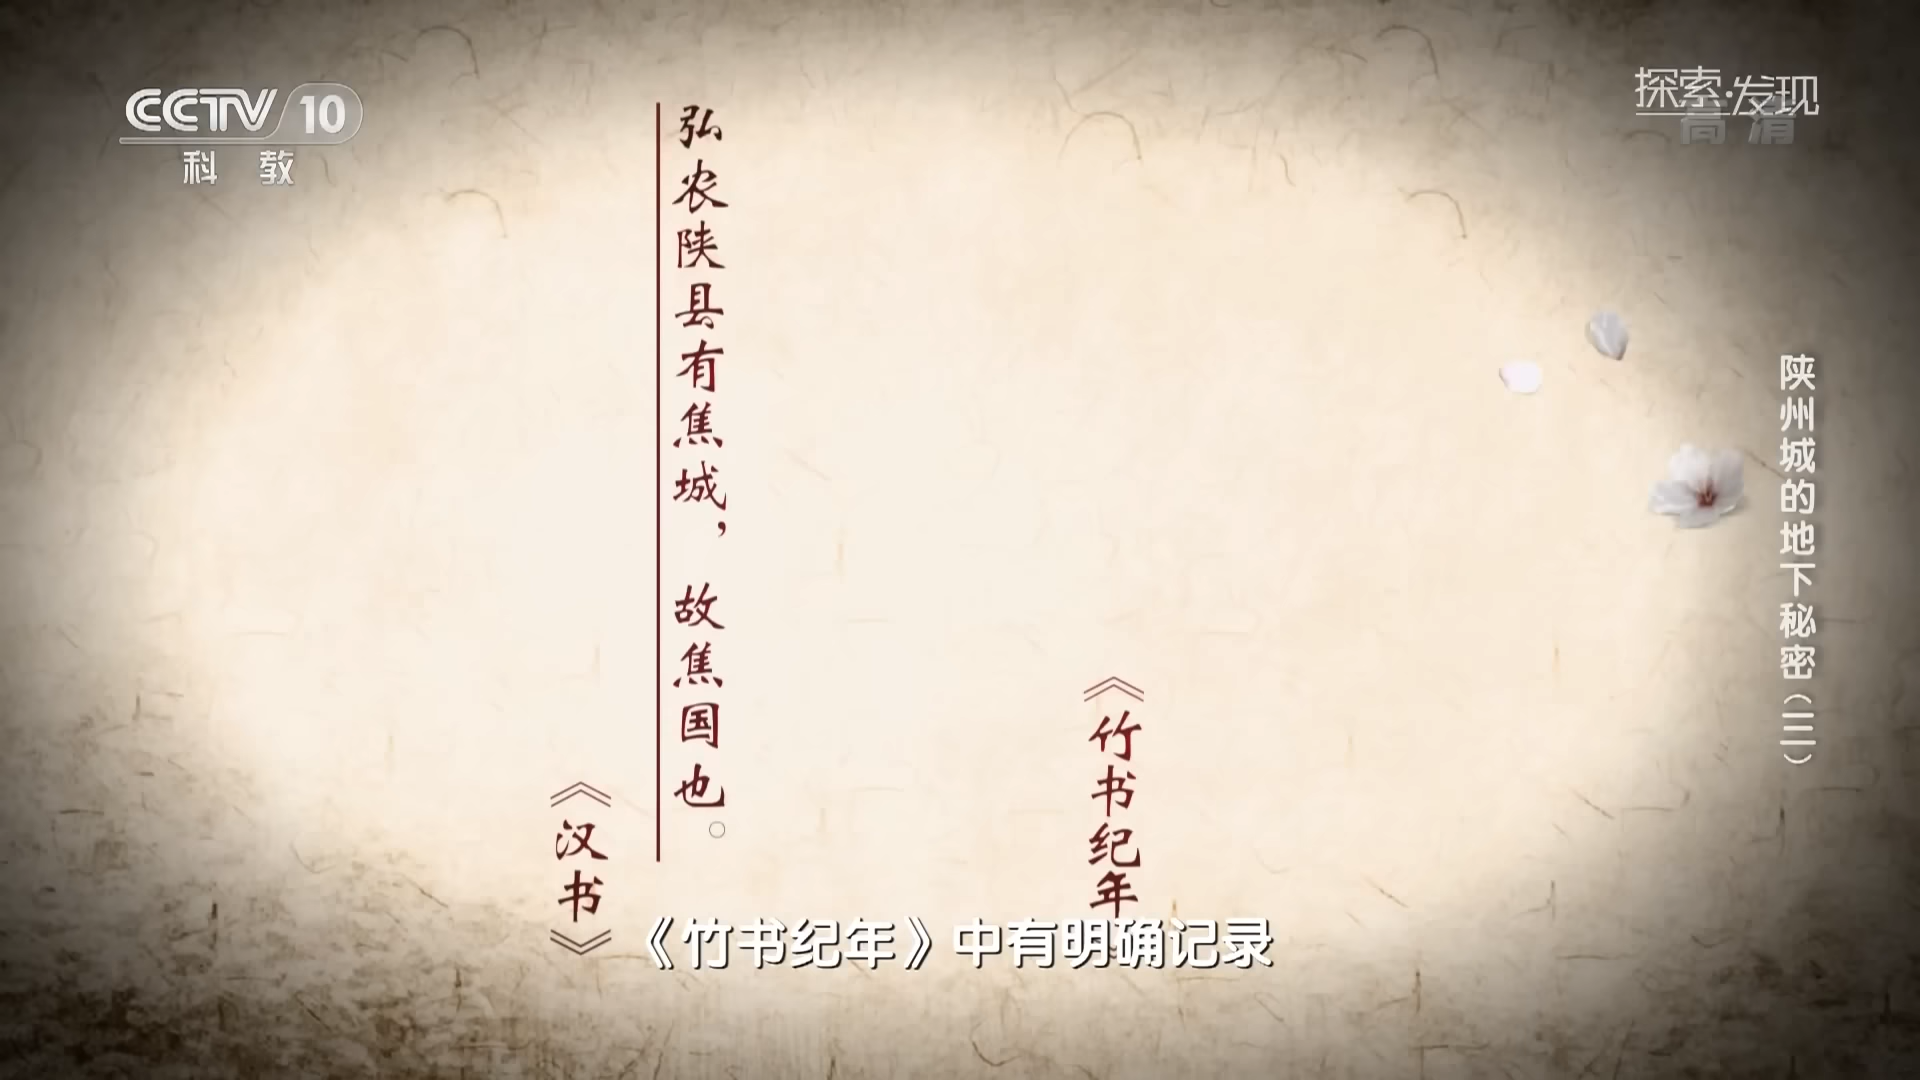 CCTV 10
科 教
探索·发现
高清
弘农陕县有焦城，故焦国也。
《汉书》
《竹书纪年
陕州城的地下秘密（三）
《竹书纪年》中有明确记录